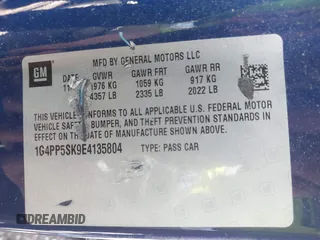 GM
MFD BY GENERAL MOTORS LLC
GVWR GAWR FRT GAWR RR
1976 KG 1059 KG 917 KG
4357 LB 2335 LB 2022 LB
THIS VEHICLE CONFORMS TO ALL APPLICABLE U.S. FEDERAL MOTOR
VEHICLE SAFETY, BUMPER, AND THEFT PREVENTION STANDARDS IN
EFFECT ON THE DATE OF MANUFACTURE SHOWN ABOVE.
1G4PP5SK9E4135804 TYPE: PASS CAR
IDREAMBID